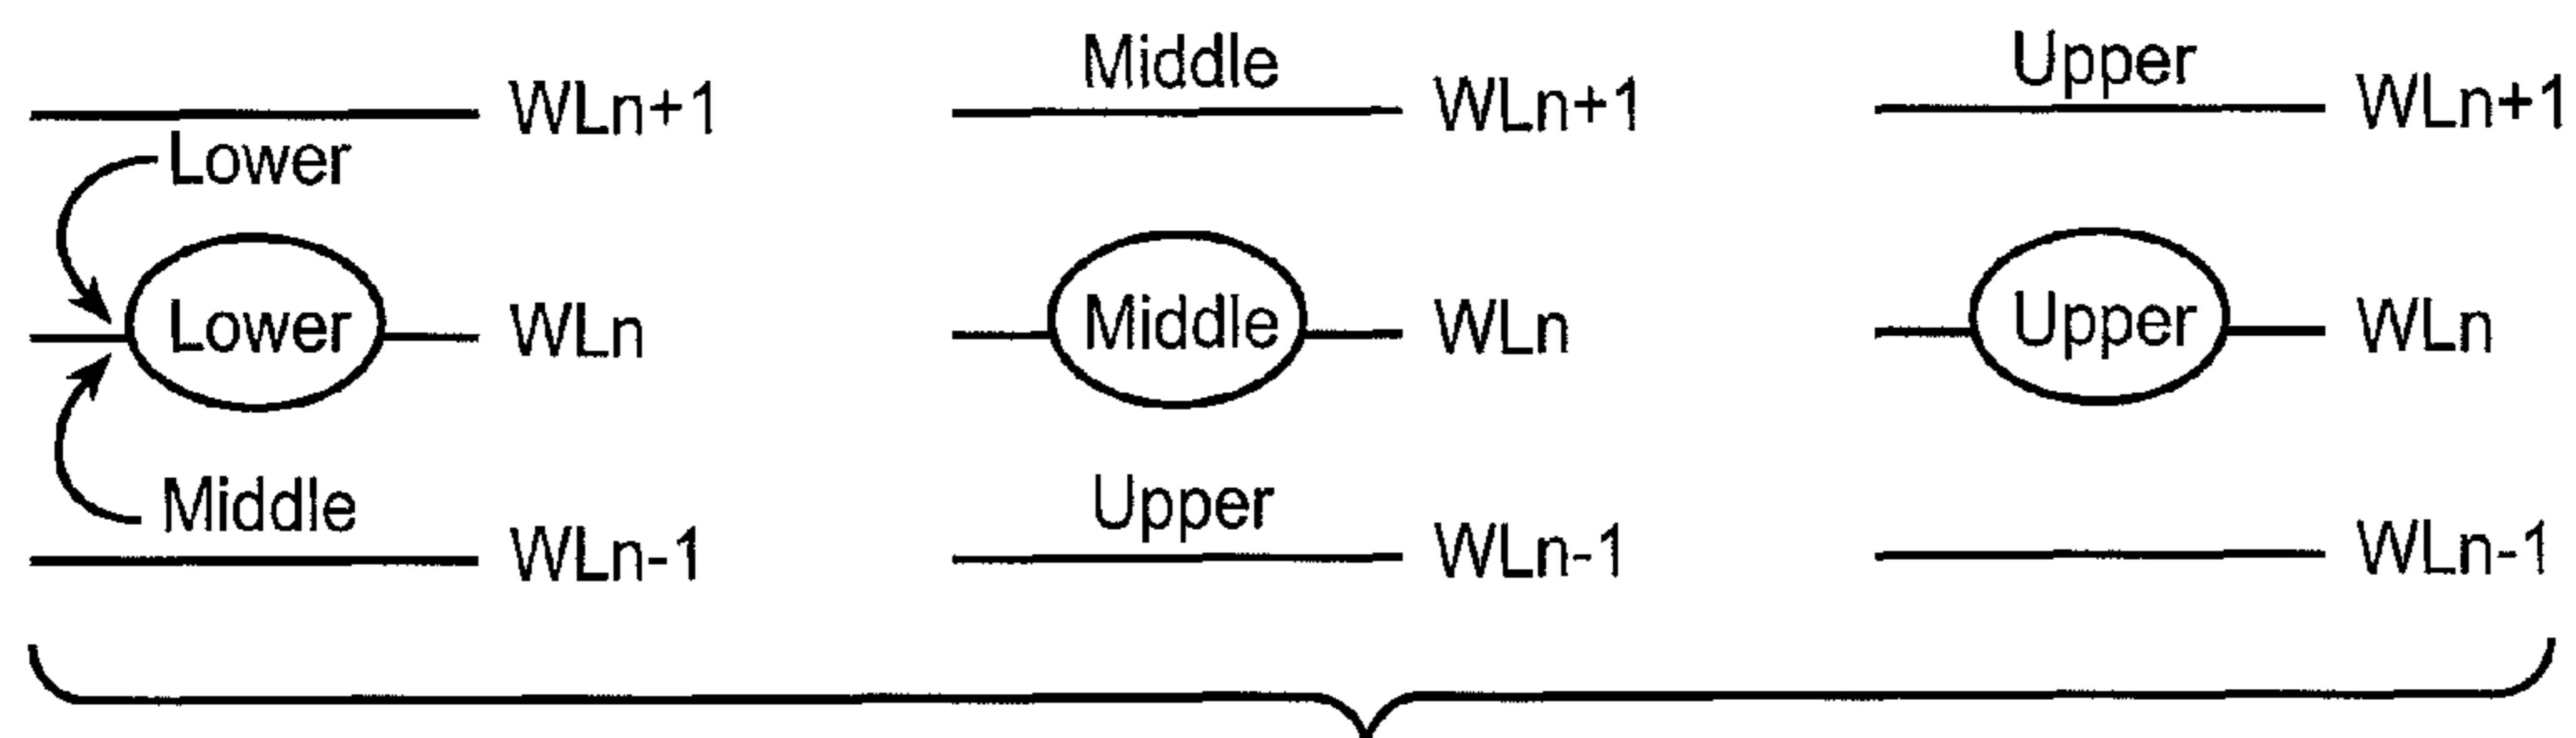 Middle Upper
WLn+1 WLn+1 WLn+1
Lower
Lower WLn Middle WLn Upper WLn
Middle Upper
WLn-1 WLn-1 WLn-1